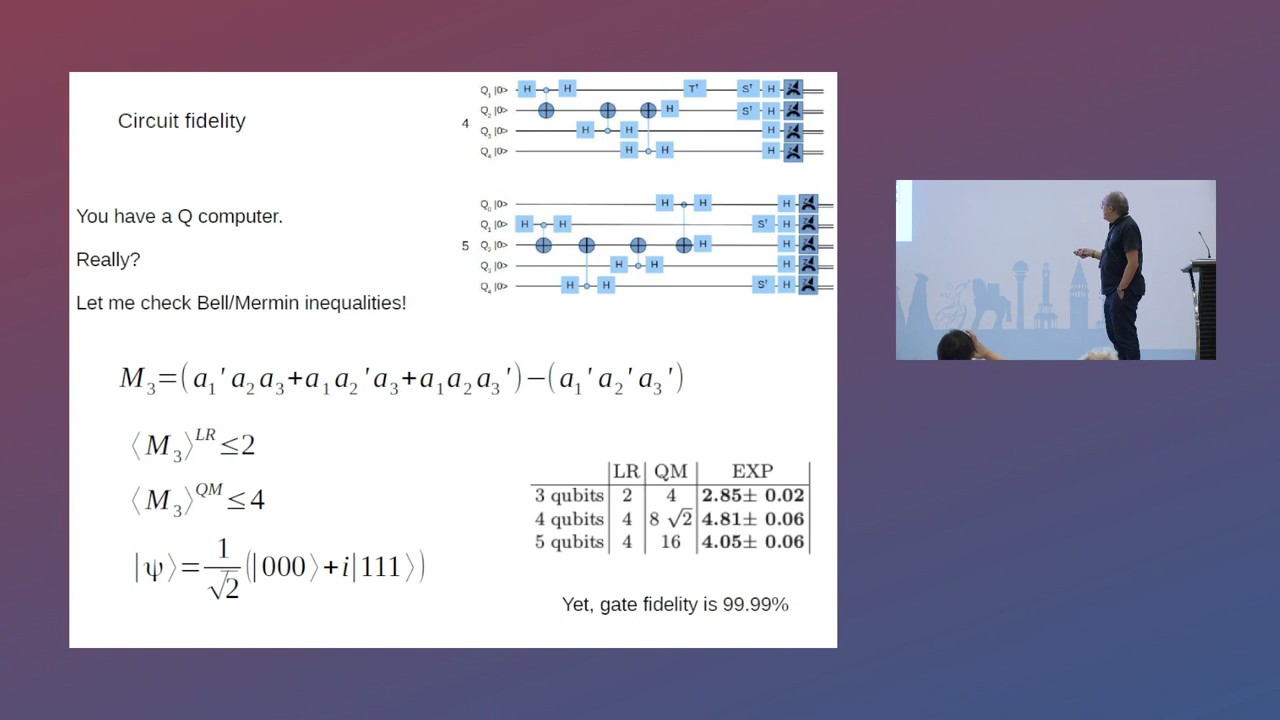 Circuit fidelity
4
Q₁ |0> H H T† S† H
Q₂ |0> H S† H
Q₃ |0> H H H
Q₄ |0> H H H
You have a Q computer.
Really?
Let me check Bell/Mermin inequalities!
5
Q₀ |0> H H H
Q₁ |0> H H S† H
Q₂ |0> H H
Q₃ |0> H H H
Q₄ |0> H H S† H
M₃=(a₁'a₂a₃+a₁a₂'a₃+a₁a₂a₃')−(a₁'a₂'a₃')
⟨M₃⟩^LR ≤2
⟨M₃⟩^QM ≤4
|ψ⟩=1/√2(|000⟩+i|111⟩)
LR QM EXP
3 qubits 2 4 2.85± 0.02
4 qubits 4 8 √2 4.81± 0.06
5 qubits 4 16 4.05± 0.06
Yet, gate fidelity is 99.99%